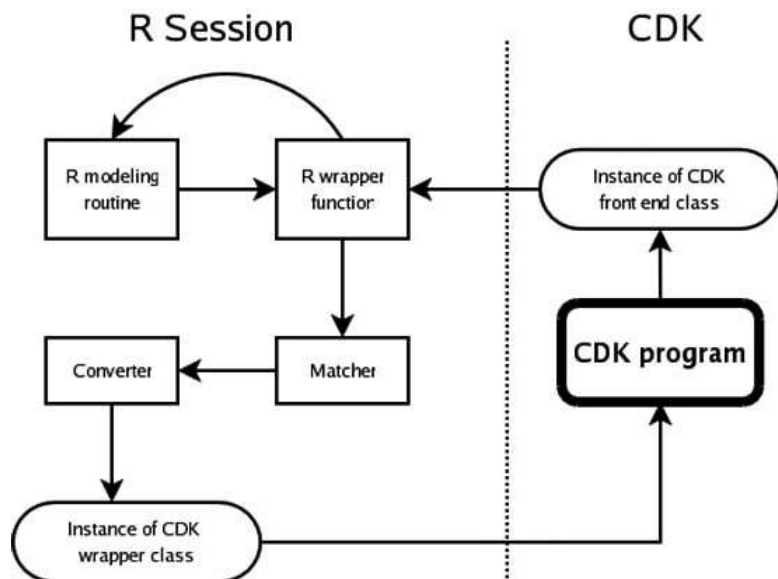 R Session
CDK
R modeling
routine
R wrapper
function
Instance of CDK
front end class
Converter
Matcher
CDK program
Instance of CDK
wrapper class